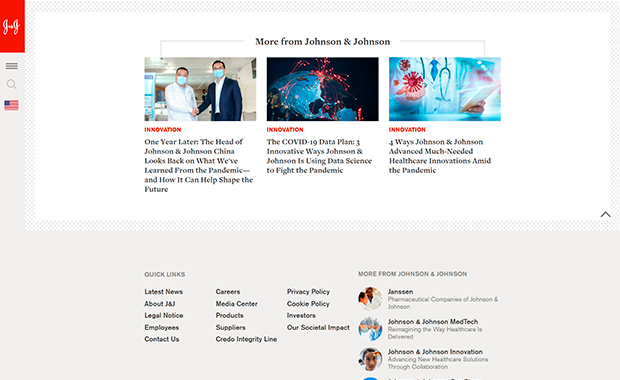 J&J
More from Johnson & Johnson
INNOVATION
One Year Later: The Head of
Johnson & Johnson China
Looks Back on What We've
Learned From the Pandemic—
and How It Can Help Shape the
Future
INNOVATION
The COVID-19 Data Plan: 3
Innovative Ways Johnson &
Johnson Is Using Data Science
to Fight the Pandemic
INNOVATION
4 Ways Johnson & Johnson
Advanced Much-Needed
Healthcare Innovations Amid
the Pandemic
QUICK LINKS
Latest News
About J&J
Legal Notice
Employees
Contact Us
Careers
Media Center
Products
Suppliers
Credo Integrity Line
Privacy Policy
Cookie Policy
Investors
Our Societal Impact
MORE FROM JOHNSON & JOHNSON
Janssen
Pharmaceutical Companies of Johnson &
Johnson
Johnson & Johnson MedTech
Reimagining the Way Healthcare Is
Delivered
Johnson & Johnson Innovation
Advancing New Healthcare Solutions
Through Collaboration